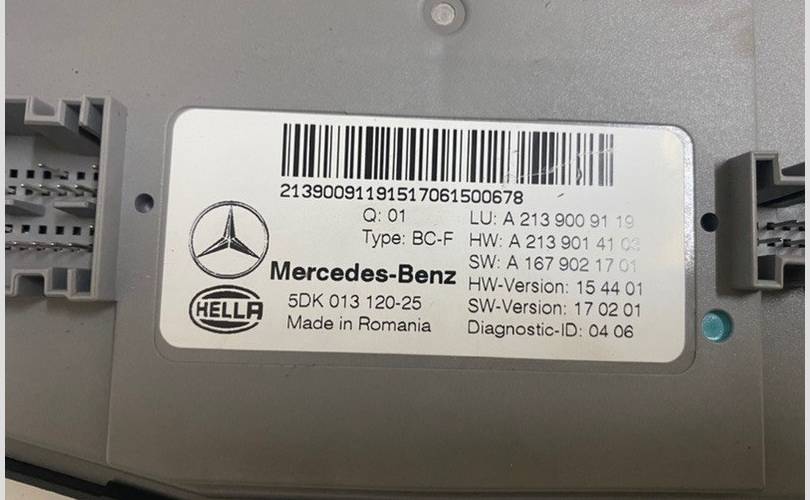 21390091191517061500678
Q: 01
Type: BC-F
LU: A 213 900 91 19
HW: A 213 901 41 03
SW: A 167 902 17 01
HW-Version: 15 44 01
SW-Version: 17 02 01
Diagnostic-ID: 04 06
Mercedes-Benz
HELLA
5DK 013 120-25
Made in Romania